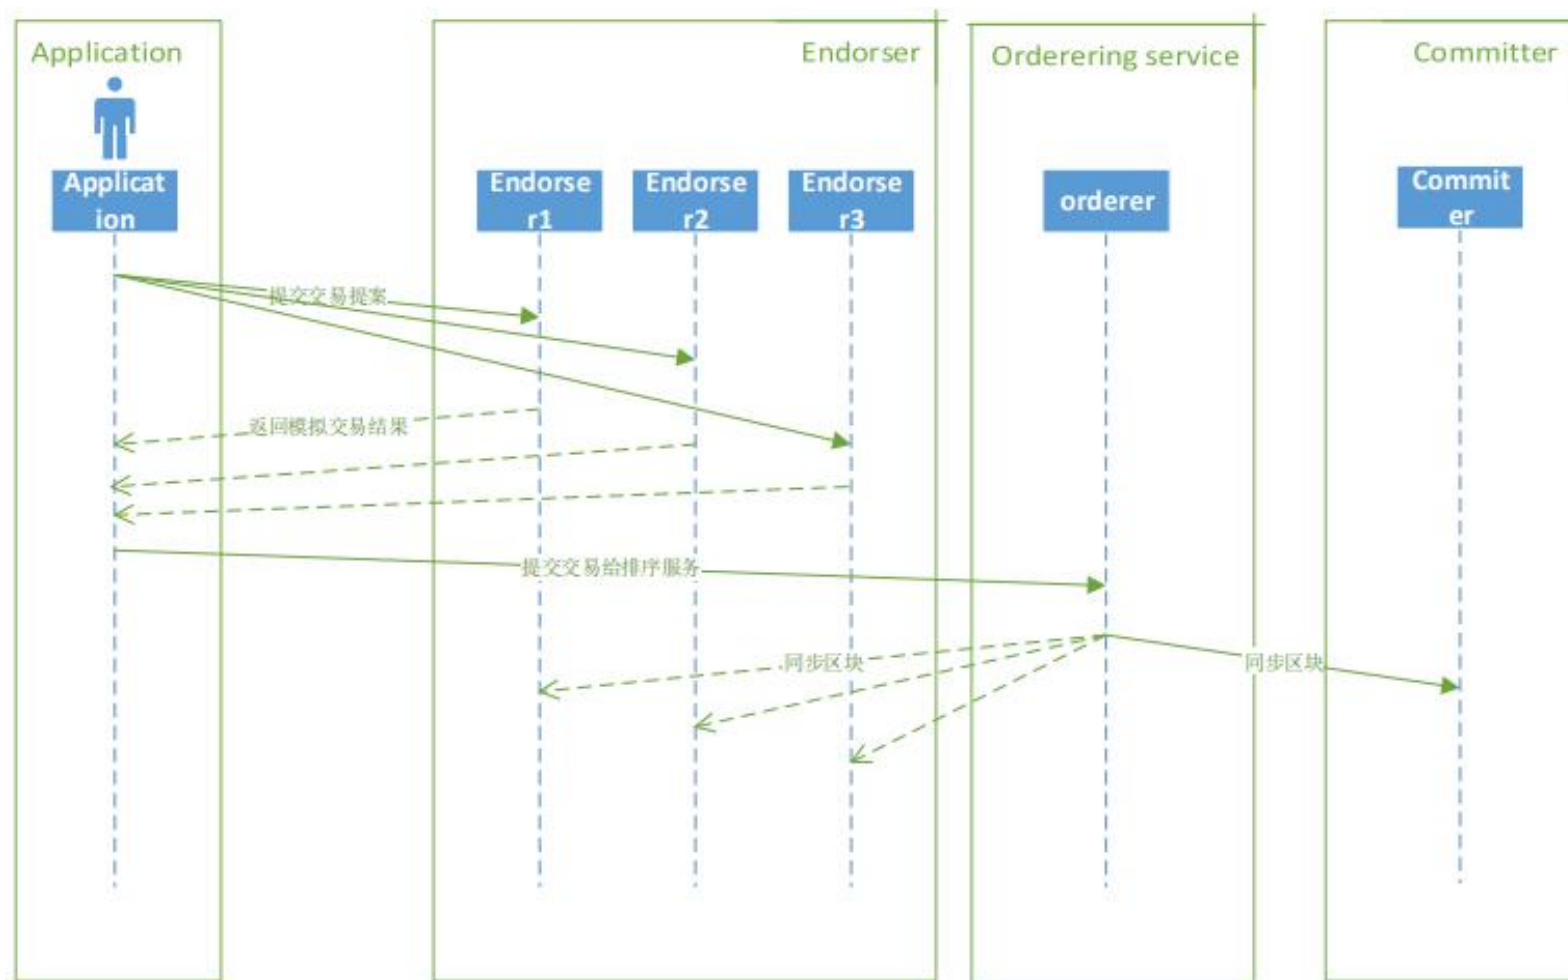 Application
Endorser
Orderering service
Committer
Applicat
ion
Endorse
r1
Endorse
r2
Endorse
r3
orderer
Commit
er
提交交易提案
返回模拟交易结果
提交交易给排序服务
同步区块
同步区块